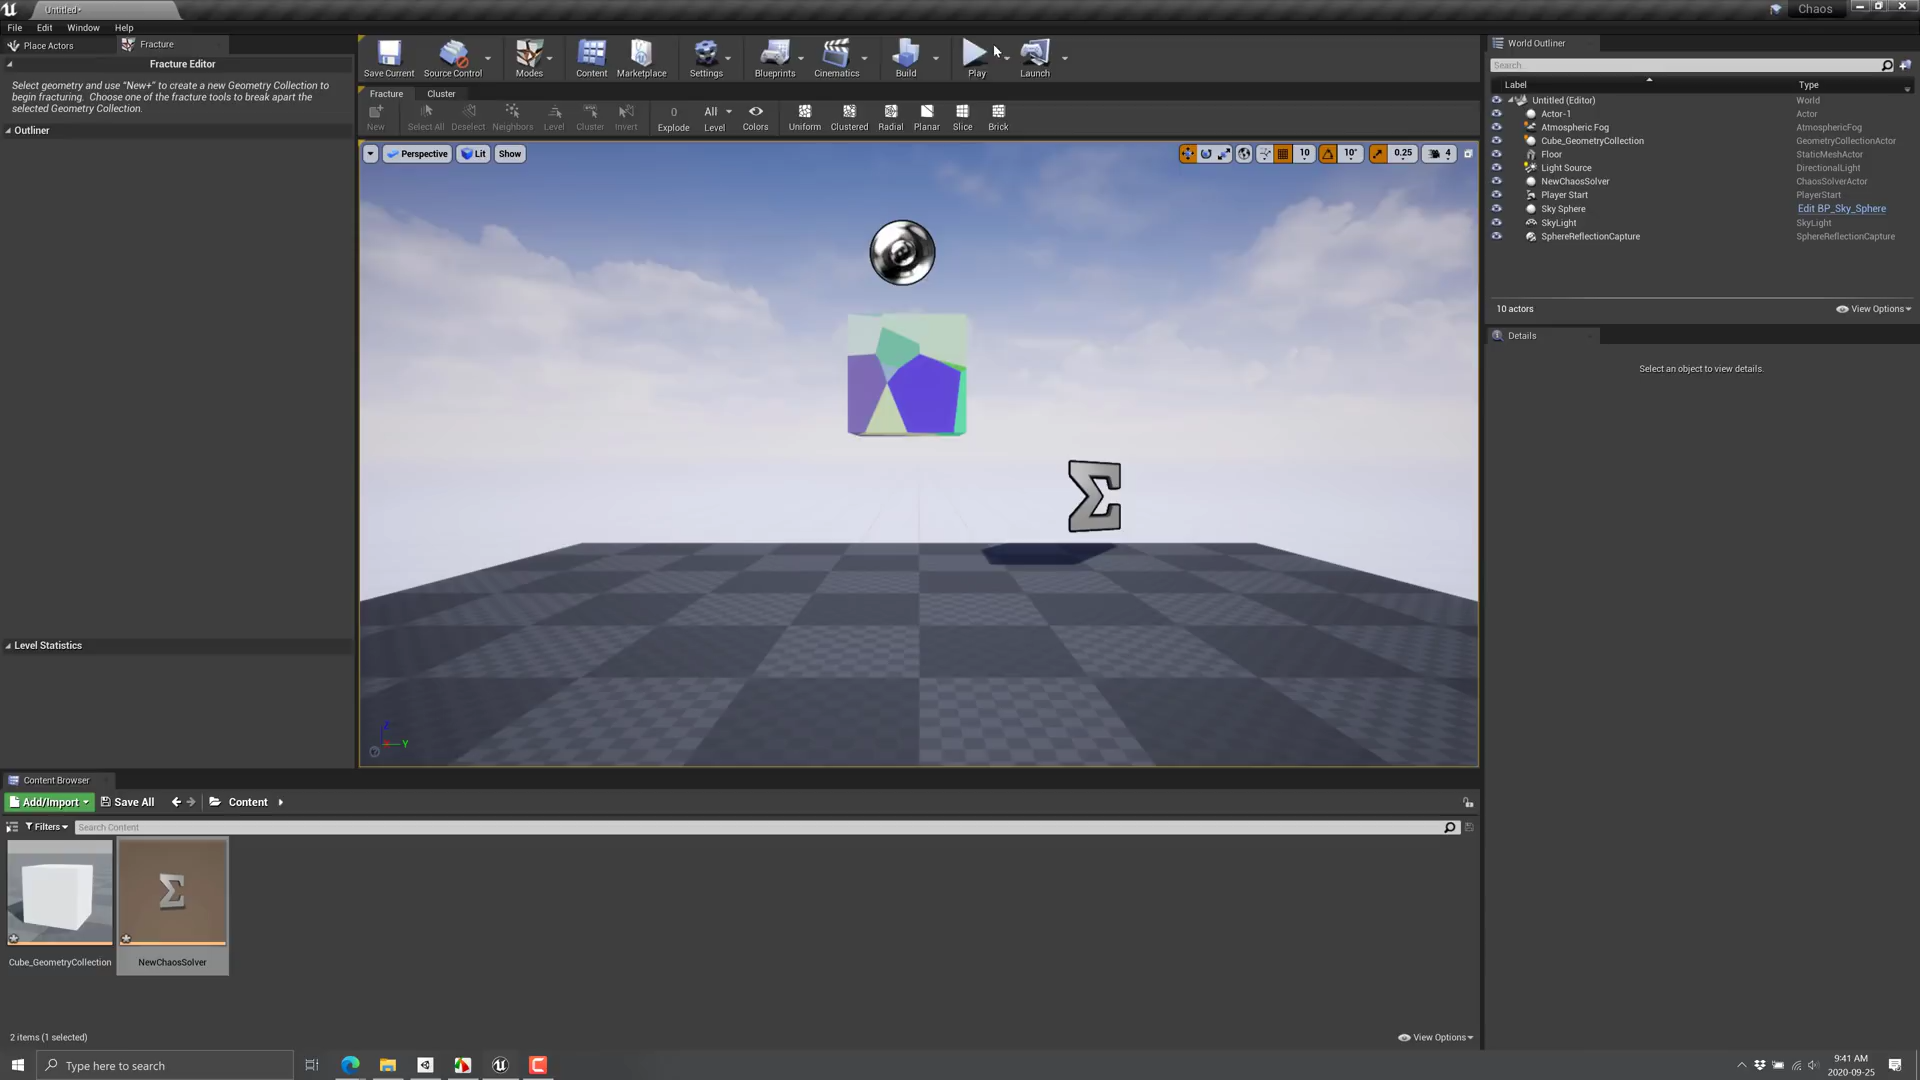 Untitled*
Chaos
File Edit Window Help
Place Actors
Fracture
Fracture Editor
Select geometry and use "New+" to create a new Geometry Collection to
begin fracturing. Choose one of the fracture tools to break apart the
selected Geometry Collection.
Outliner
Level Statistics
Save Current
Source Control
Modes
Content
Marketplace
Settings
Blueprints
Cinematics
Build
Play
Launch
Fracture
Cluster
New
Select All
Deselect
Neighbors
Level
Cluster
Invert
0
Explode
All
Level
Colors
Uniform
Clustered
Radial
Planar
Slice
Brick
Perspective
Lit
Show
10
10°
0.25
4
Σ
Z
Y
World Outliner
Search...
Label Type
Untitled (Editor) World
Actor-1 Actor
Atmospheric Fog AtmosphericFog
Cube_GeometryCollection GeometryCollectionActor
Floor StaticMeshActor
Light Source DirectionalLight
NewChaosSolver ChaosSolverActor
Player Start PlayerStart
Sky Sphere Edit BP_Sky_Sphere
SkyLight SkyLight
SphereReflectionCapture SphereReflectionCapture
10 actors
View Options
Details
Select an object to view details.
Content Browser
Add/Import
Save All
Content
Filters
Search Content
Σ
Cube_GeometryCollection
NewChaosSolver
2 items (1 selected)
View Options
Type here to search
9:41 AM
2020-09-25